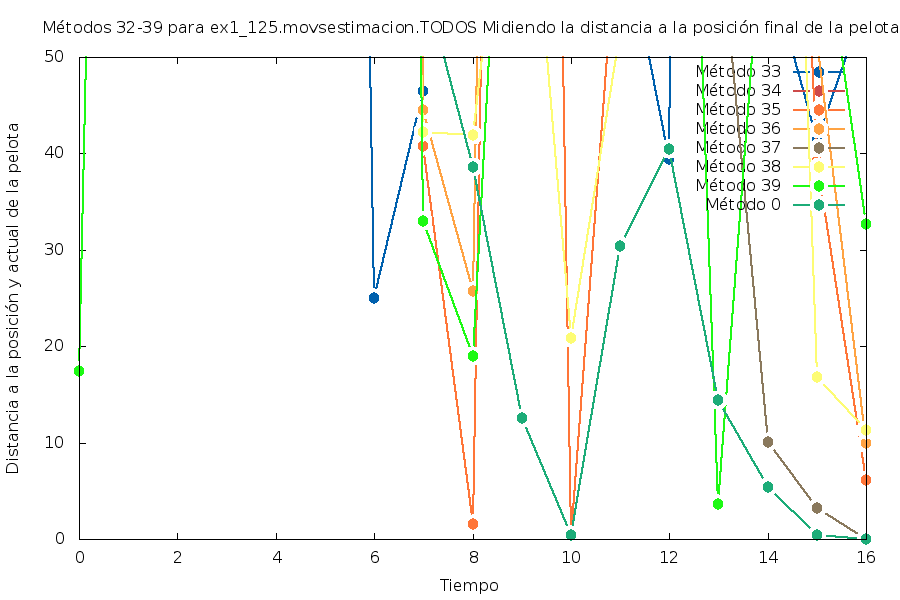 Métodos 32-39 para ex1_125.movsestimacion.TODOS Midiendo la distancia a la posición final de la pelota
50
40
30
20
10
0
Distancia a la posición y actual de la pelota
Método 33
Método 34
Método 35
Método 36
Método 37
Método 38
Método 39
Método 0
0 2 4 6 8 10 12 14 16
Tiempo